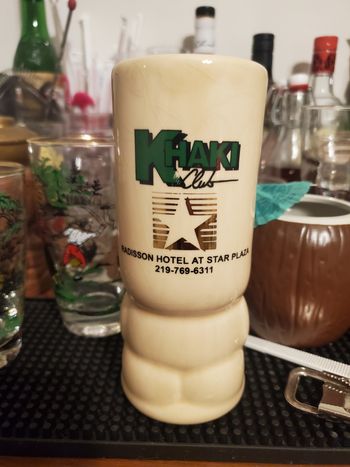 KHAKI
Club
RADISSON HOTEL AT STAR PLAZA
219-769-6311